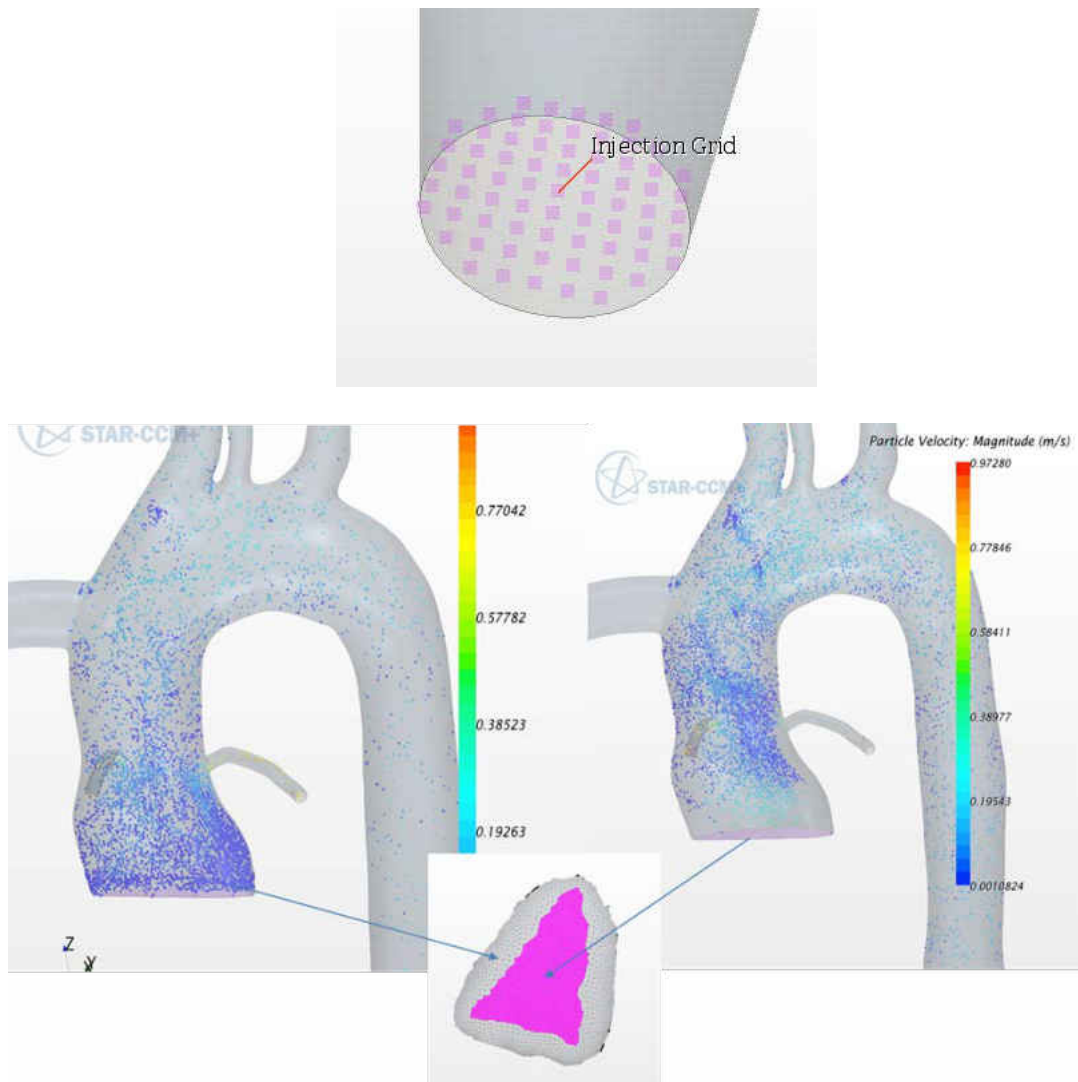 Injection Grid
STAR-CCM+
0.77042
0.57782
0.38523
0.19263
Z
Y
Particle Velocity: Magnitude (m/s)
STAR-CCM
0.97280
0.77846
0.58411
0.38977
0.19543
0.0010824